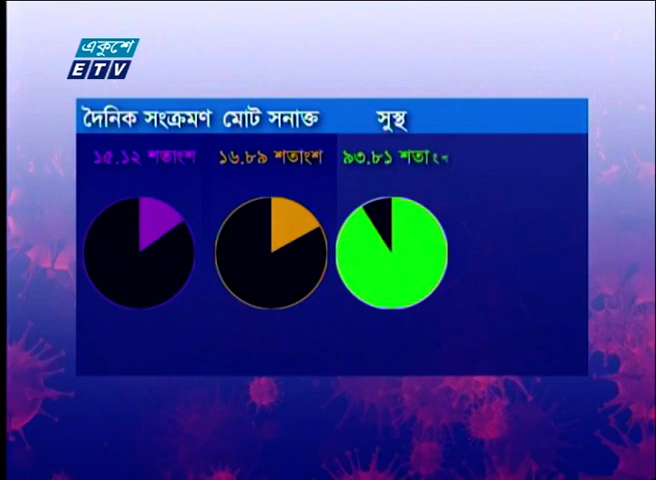 একুশে
ETV
দৈনিক সংক্রমণ মোট সনাক্ত সুস্থ
১৫.১২ শতাংশ ১৬.৮৯ শতাংশ ৯৩.৮১ শতাংশ